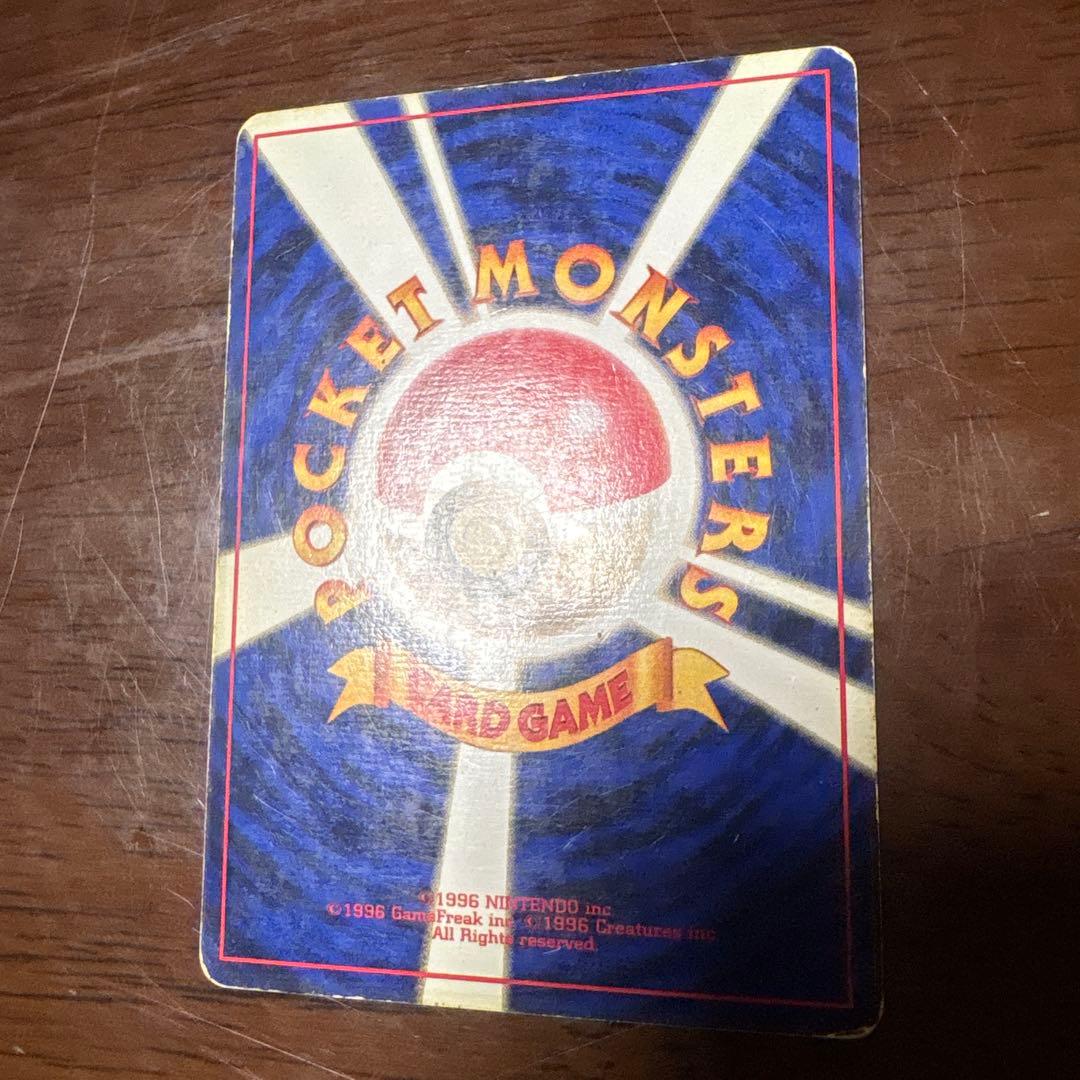 POCKET MONSTERS
CARD GAME
©1996 NINTENDO inc
©1996 GameFreak inc. ©1996 Creatures inc
All Rights reserved.